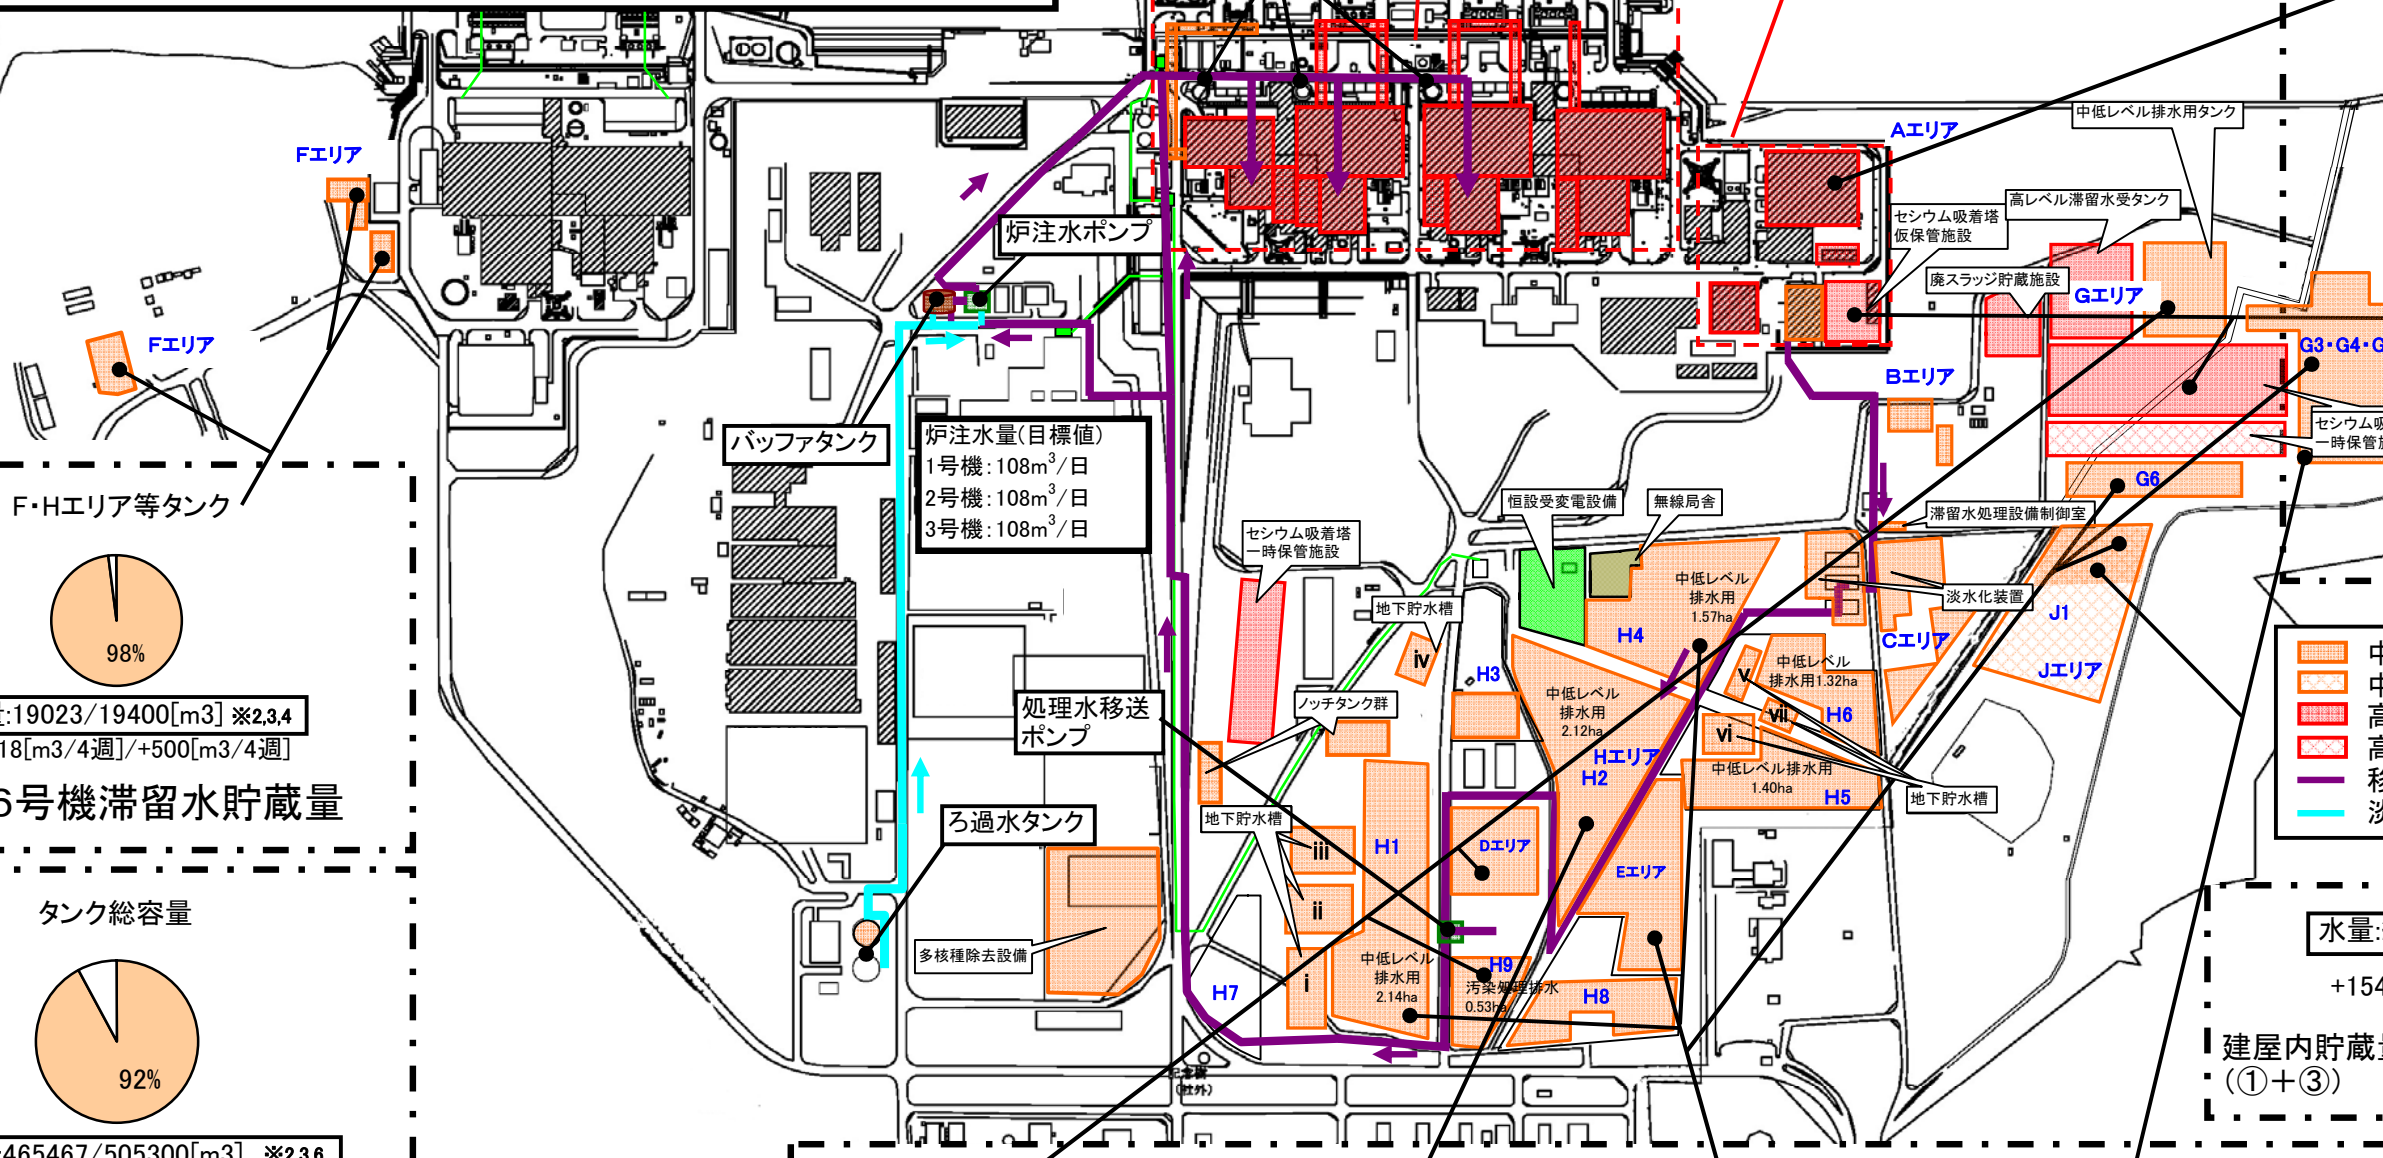 中低レベル排水用タンク
Aエリア
Fエリア
高レベル滞留水受タンク
セシウム吸着塔
仮保管施設
炉注水ポンプ
廃スラッジ貯蔵施設
Gエリア
Fエリア
G3・G4・G
Bエリア
バッファタンク
炉注水量(目標値)
1号機:108m³/日
2号機:108m³/日
3号機:108m³/日
セシウム吸
一時保管施
G6
F・Hエリア等タンク
98%
:19023/19400[m3] ※2,3,4
18[m3/4週]/+500[m3/4週]
6号機滞留水貯蔵量
恒設受変電設備
無線局舎
滞留水処理設備制御室
セシウム吸着塔
一時保管施設
中低レベル
排水用
1.57ha
H4
淡水化装置
地下貯水槽
Cエリア
J1
Jエリア
iv
H3
v
中低レベル
排水用1.32ha
H6
vii
vi
中低レベル
排水用
2.12ha
Hエリア
H2
中低レベル排水用
1.40ha
H5
地下貯水槽
処理水移送
ポンプ
ノッチタンク群
ろ過水タンク
地下貯水槽
iii
H1
Dエリア
Eエリア
ii
多核種除去設備
i
H7
中低レベル
排水用
2.14ha
H9
汚染処理排水
0.53ha
H8
記念樹
(社外)
中
中
高
高
移
淡
タンク総容量
92%
:465467/505300[m3] ※2,3,6
水量:
+154
建屋内貯蔵量
(①+③)